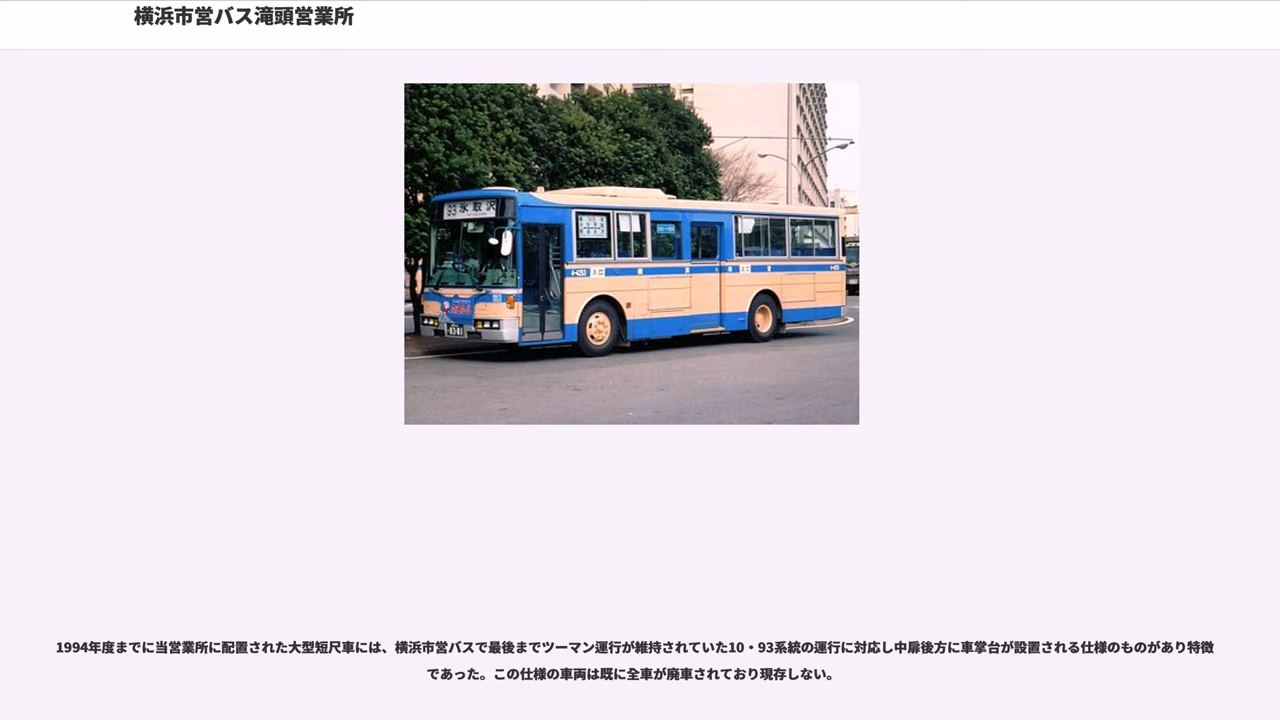 横浜市営バス滝頭営業所
93 氷取沢
入口
1994年度までに当営業所に配置された大型短尺車には、横浜市営バスで最後までツーマン運行が維持されていた10・93系統の運行に対応し中扉後方に車掌台が設置される仕様のものがあり特徴
であった。この仕様の車両は既に全車が廃車されており現存しない。